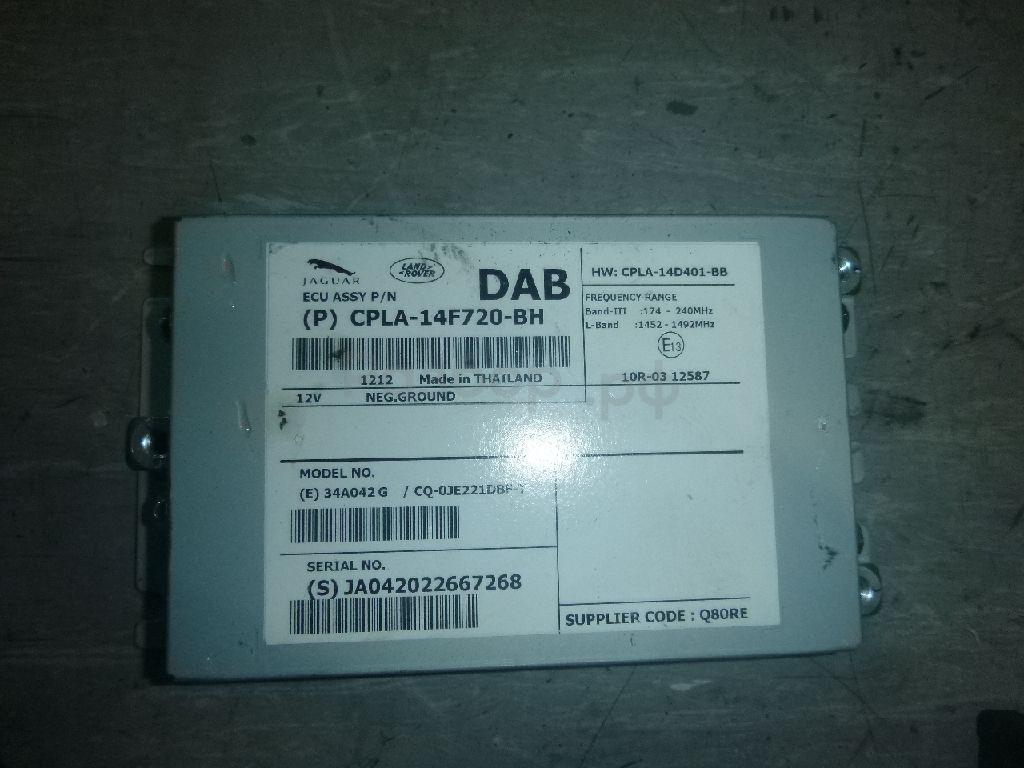 JAGUAR
LAND-
-ROVER
DAB
ECU ASSY P/N
(P) CPLA-14F720-BH
1212 Made in THAILAND
12V NEG.GROUND
HW: CPLA-14D401-BB
FREQUENCY RANGE
Band-III :174 - 240MHz
L-Band :1452 - 1492MHz
E13
10R-03 12587
.рф
MODEL NO.
(E) 34A042G /
SERIAL NO.
(S) JA042022667268
SUPPLIER CODE : Q80RE